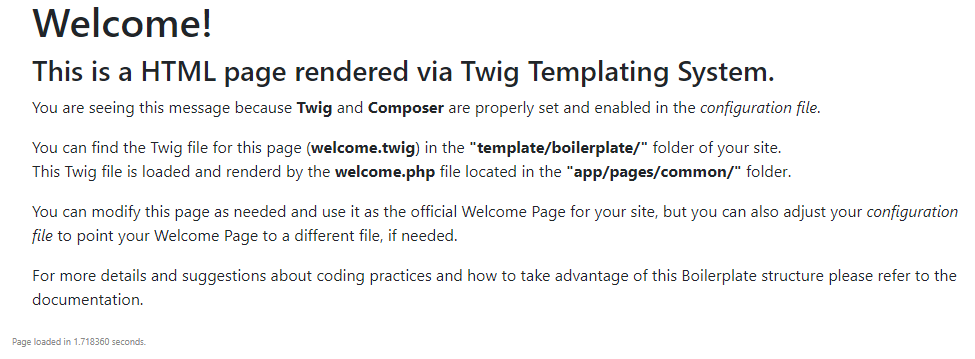 Welcome!
This is a HTML page rendered via Twig Templating System.
You are seeing this message because Twig and Composer are properly set and enabled in the configuration file.
You can find the Twig file for this page (welcome.twig) in the "template/boilerplate/" folder of your site.
This Twig file is loaded and renderd by the welcome.php file located in the "app/pages/common/" folder.
You can modify this page as needed and use it as the official Welcome Page for your site, but you can also adjust your configuration
file to point your Welcome Page to a different file, if needed.
For more details and suggestions about coding practices and how to take advantage of this Boilerplate structure please refer to the
documentation.
Page loaded in 1.718360 seconds.